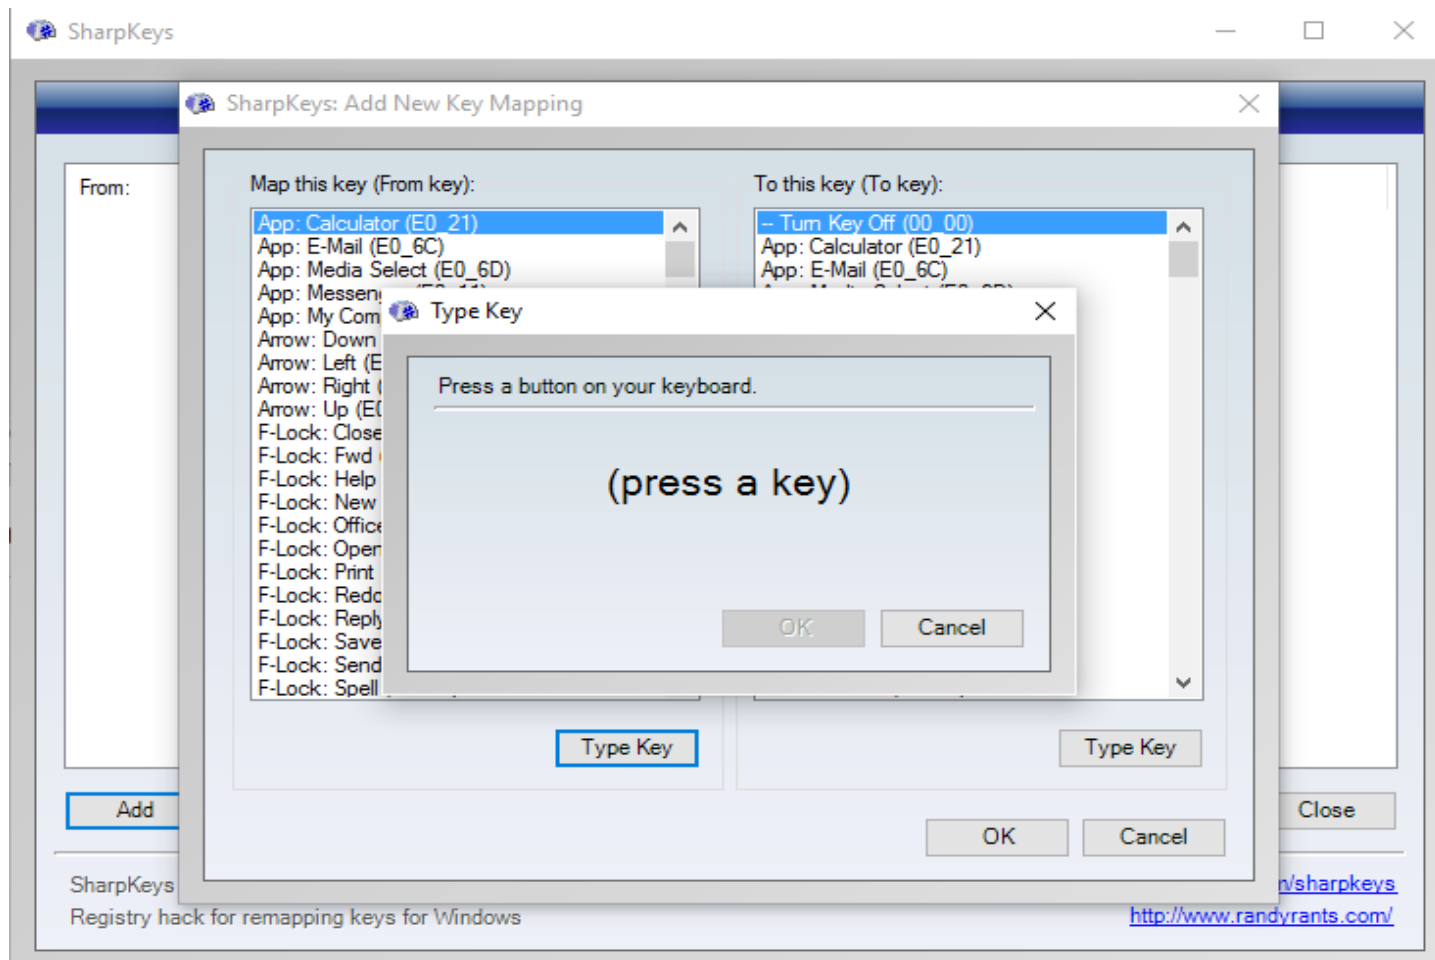 SharpKeys
SharpKeys: Add New Key Mapping
From:
Map this key (From key):
App: Calculator (E0_21)
App: E-Mail (E0_6C)
App: Media Select (E0_6D)
App:
App: My
Arrow: Down
Arrow: Left
Arrow: Right
Arrow: Up
F-Lock: Close
F-Lock: Fwd
F-Lock: Help
F-Lock: New
F-Lock: Office
F-Lock: Open
F-Lock: Print
F-Lock: Redo
F-Lock: Reply
F-Lock: Save
F-Lock: Send
F-Lock: Spell
Type Key
To this key (To key):
-- Turn Key Off (00_00)
App: Calculator (E0_21)
App: E-Mail (E0_6C)
Type Key
Type Key
Press a button on your keyboard.
(press a key)
OK
Cancel
OK
Cancel
Add
Close
SharpKeys
/sharpkeys
Registry hack for remapping keys for Windows
http://www.randyrants.com/